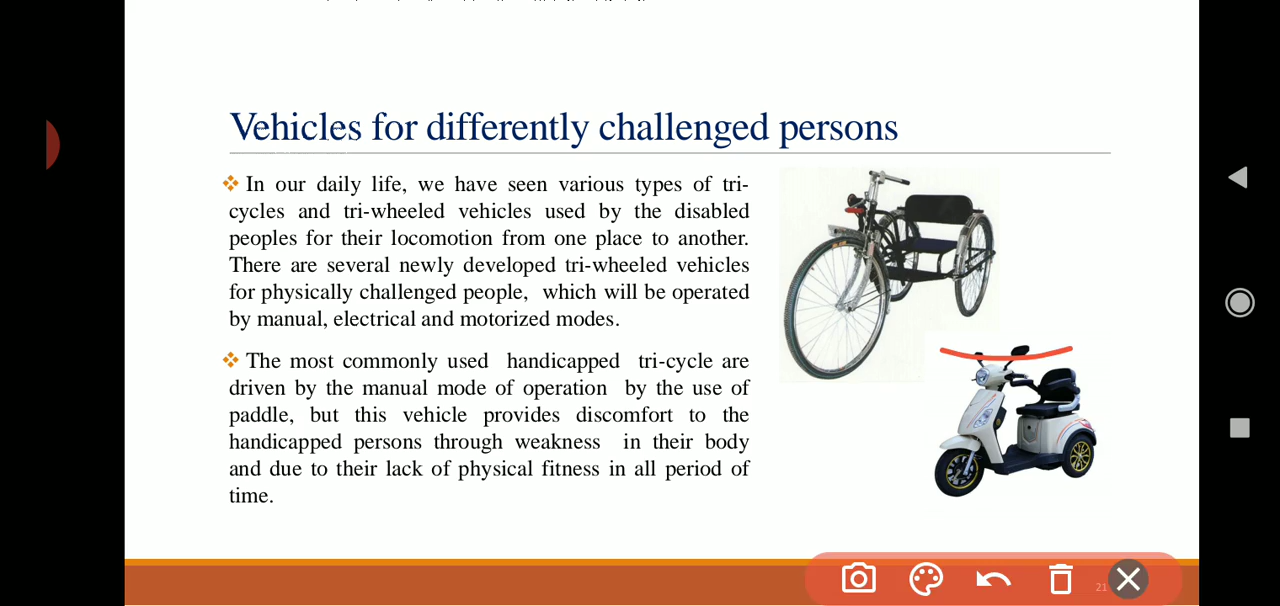 Vehicles for differently challenged persons
In our daily life, we have seen various types of tri-
cycles and tri-wheeled vehicles used by the disabled
peoples for their locomotion from one place to another.
There are several newly developed tri-wheeled vehicles
for physically challenged people, which will be operated
by manual, electrical and motorized modes.
The most commonly used handicapped tri-cycle are
driven by the manual mode of operation by the use of
paddle, but this vehicle provides discomfort to the
handicapped persons through weakness in their body
and due to their lack of physical fitness in all period of
time.
21